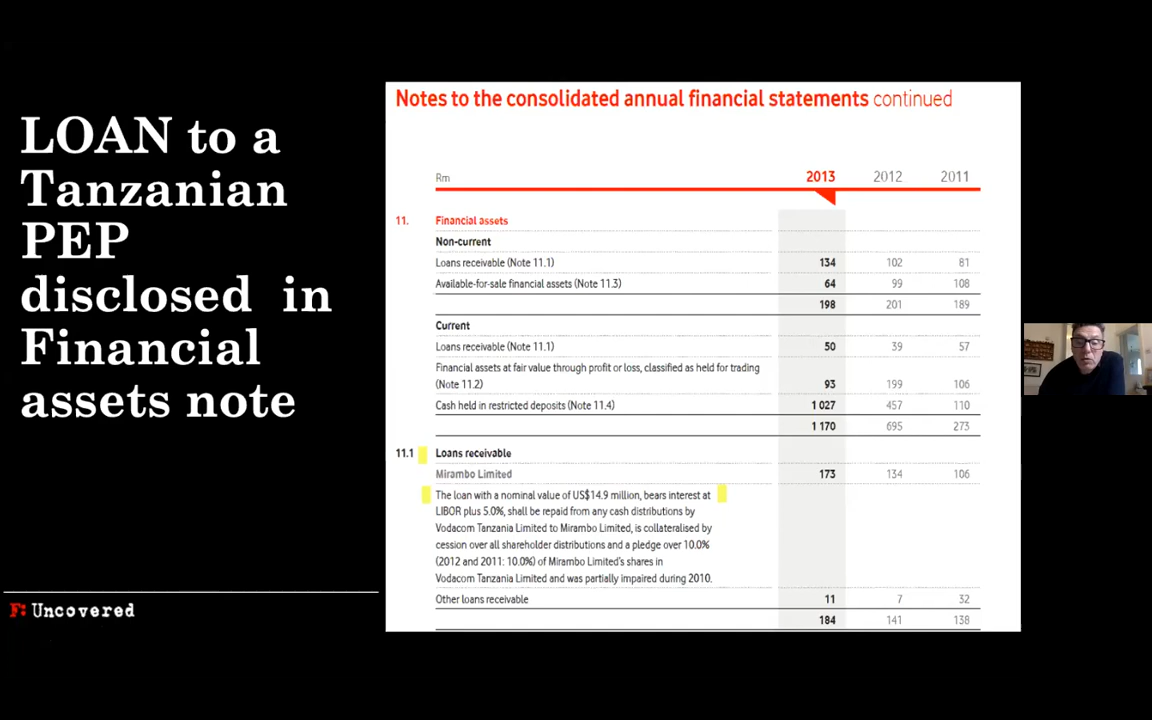 LOAN to a
Tanzanian
PEP
disclosed in
Financial
assets note
F: Uncovered
Notes to the consolidated annual financial statements continued
Rm 2013 2012 2011
11. Financial assets
Non-current
Loans receivable (Note 11.1) 134 102 81
Available-for-sale financial assets (Note 11.3) 64 99 108
198 201 189
Current
Loans receivable (Note 11.1) 50 39 57
Financial assets at fair value through profit or loss, classified as held for trading
(Note 11.2) 93 199 106
Cash held in restricted deposits (Note 11.4) 1 027 457 110
1 170 695 273
11.1 Loans receivable
Mirambo Limited 173 134 106
The loan with a nominal value of US$14.9 million, bears interest at
LIBOR plus 5.0%, shall be repaid from any cash distributions by
Vodacom Tanzania Limited to Mirambo Limited, is collateralised by
cession over all shareholder distributions and a pledge over 10.0%
(2012 and 2011: 10.0%) of Mirambo Limited's shares in
Vodacom Tanzania Limited and was partially impaired during 2010.
Other loans receivable 11 7 32
184 141 138